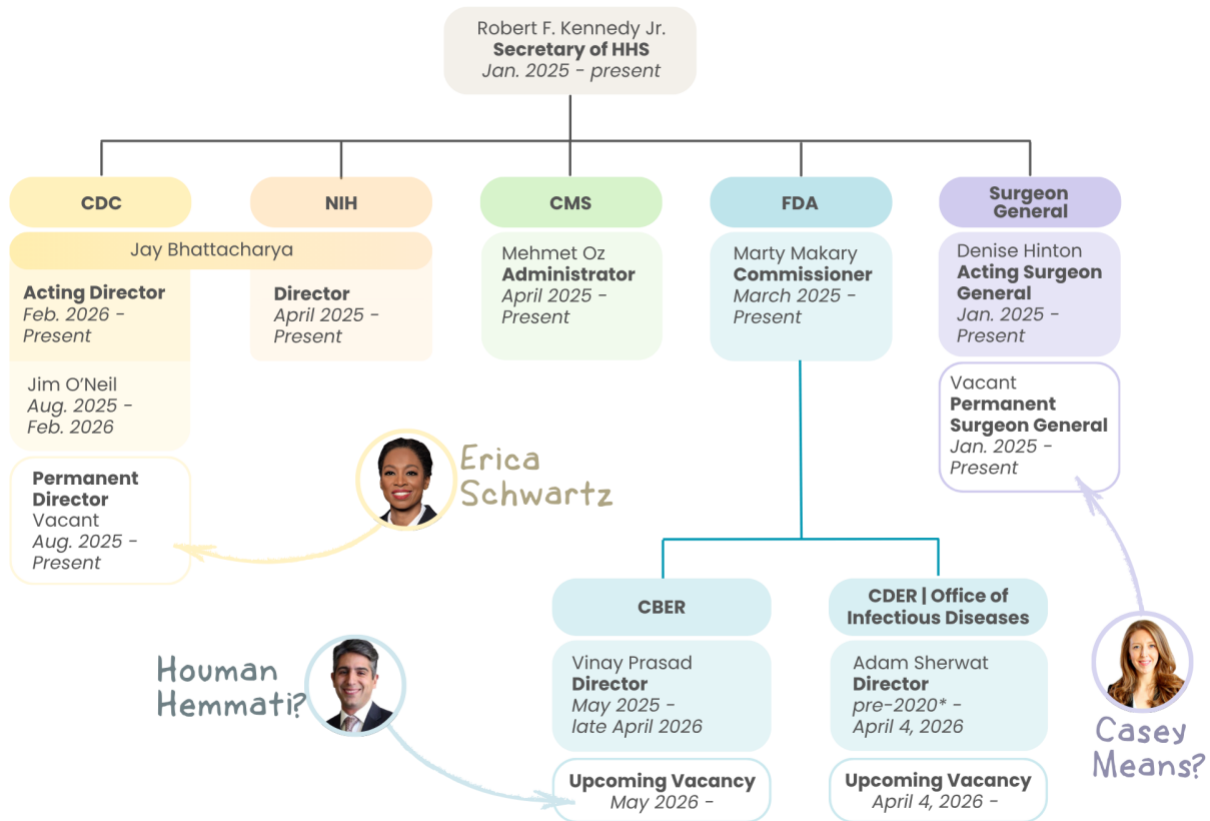 Robert F. Kennedy Jr.
Secretary of HHS
Jan. 2025 - present
CDC
NIH
CMS
FDA
Surgeon
General
Jay Bhattacharya
Acting Director
Feb. 2026 -
Present
Director
April 2025 -
Present
Mehmet Oz
Administrator
April 2025 -
Present
Marty Makary
Commissioner
March 2025 -
Present
Denise Hinton
Acting Surgeon
General
Jan. 2025 -
Present
Jim O'Neil
Aug. 2025 -
Feb. 2026
Vacant
Permanent
Surgeon General
Jan. 2025 -
Present
Permanent
Director
Vacant
Aug. 2025 -
Present
Erica
Schwartz
CBER
CDER | Office of
Infectious Diseases
Vinay Prasad
Director
May 2025 -
late April 2026
Adam Sherwat
Director
pre-2020* -
April 4, 2026
Houman
Hemmati?
Casey
Means?
Upcoming Vacancy
May 2026 -
Upcoming Vacancy
April 4, 2026 -